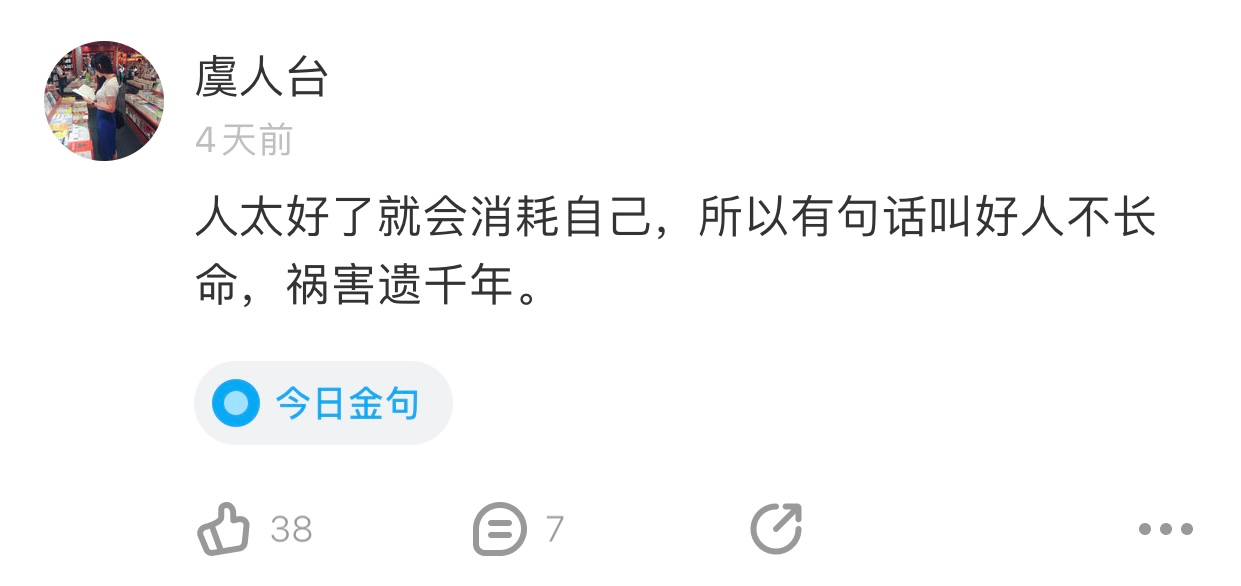 虞人台
4天前
人太好了就会消耗自己，所以有句话叫好人不长
命，祸害遗千年。
今日金句
38
7